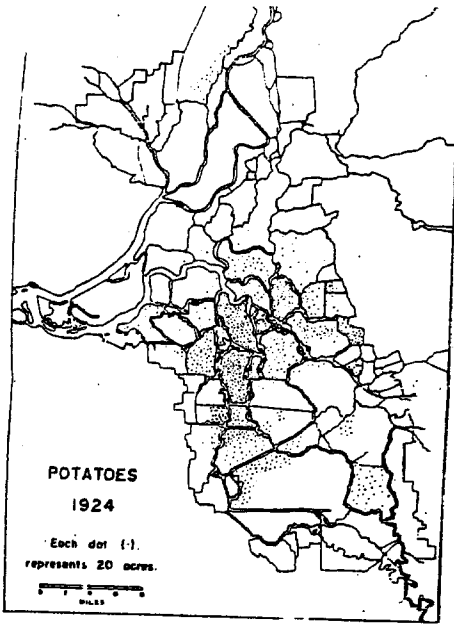 POTATOES
1924
Each dot (·)
represents 20 acres.
MILES